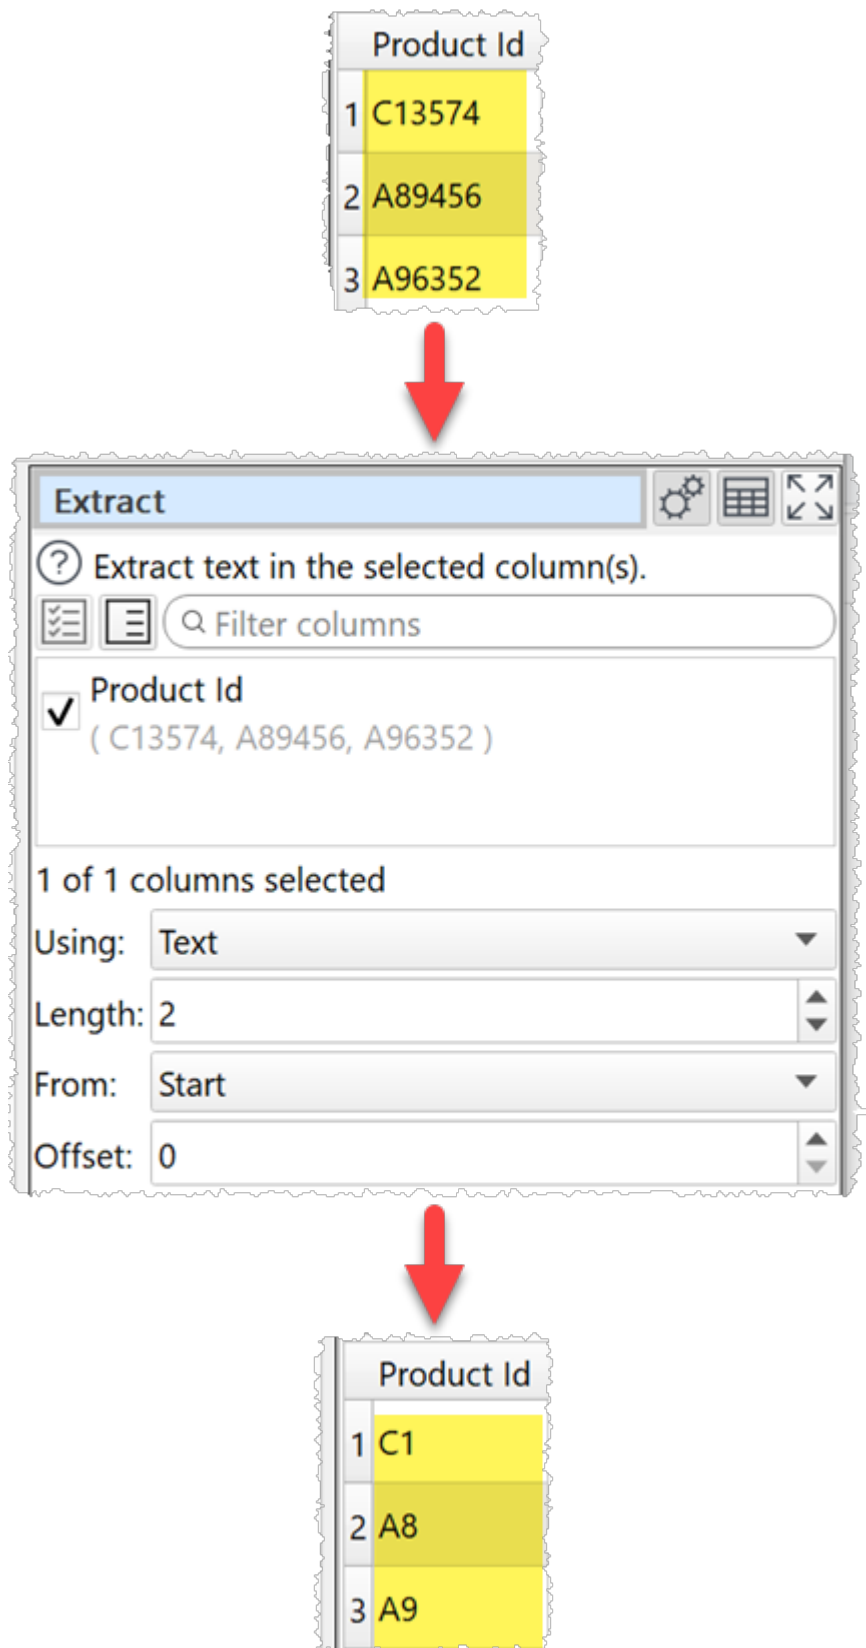 Product Id
1 C13574
2 A89456
3 A96352
Extract
? Extract text in the selected column(s).
Filter columns
Product Id
( C13574, A89456, A96352 )
1 of 1 columns selected
Using: Text
Length: 2
From: Start
Offset: 0
Product Id
1 C1
2 A8
3 A9